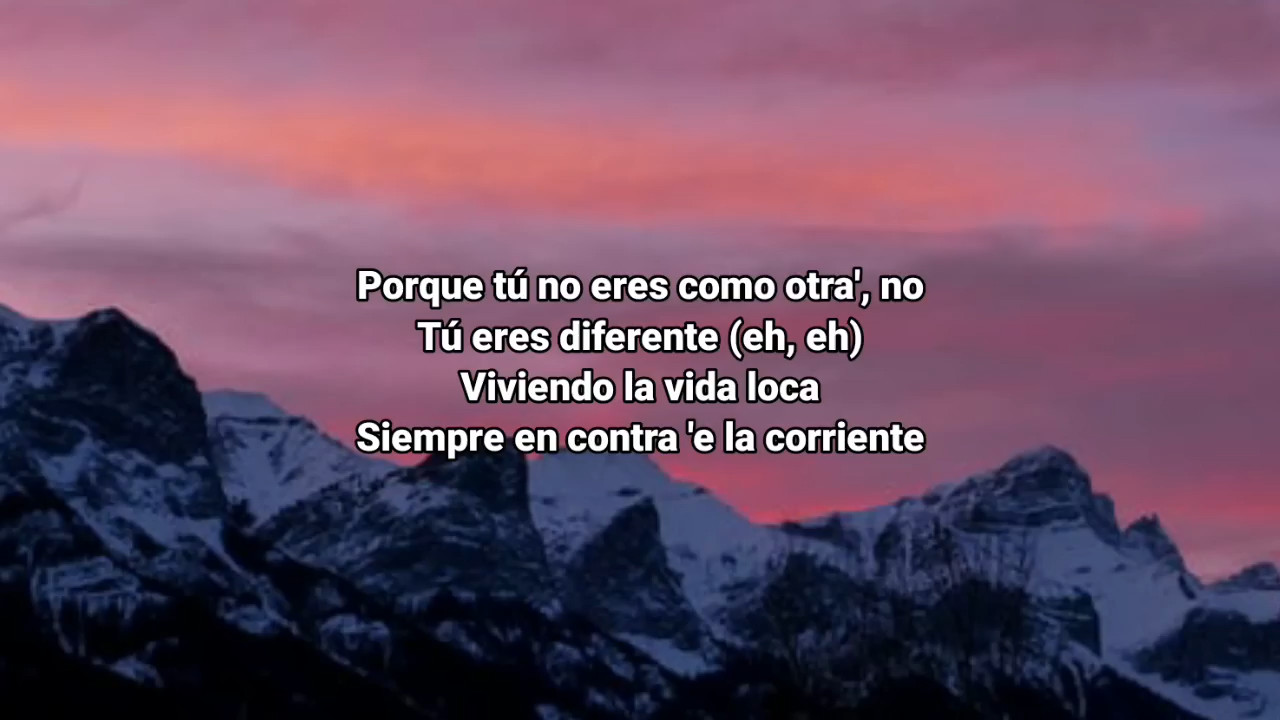 Porque tú no eres como otra', no
Tú eres diferente (eh, eh)
Viviendo la vida loca
Siempre en contra 'e la corriente